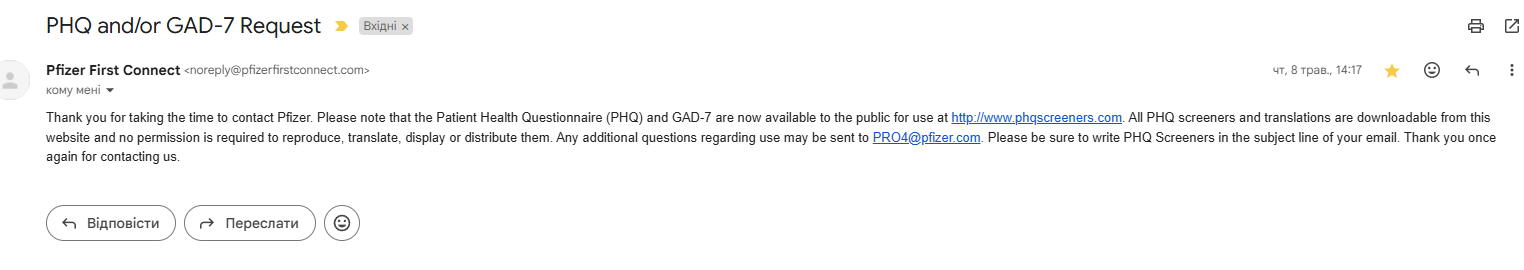 PHQ and/or GAD-7 Request Вхідні ×
Pfizer First Connect <noreply@pfizerfirstconnect.com> чт, 8 трав., 14:17
кому мені
Thank you for taking the time to contact Pfizer. Please note that the Patient Health Questionnaire (PHQ) and GAD-7 are now available to the public for use at http://www.phqscreeners.com. All PHQ screeners and translations are downloadable from this
website and no permission is required to reproduce, translate, display or distribute them. Any additional questions regarding use may be sent to PRO4@pfizer.com. Please be sure to write PHQ Screeners in the subject line of your email. Thank you once
again for contacting us.
Відповісти Переслати